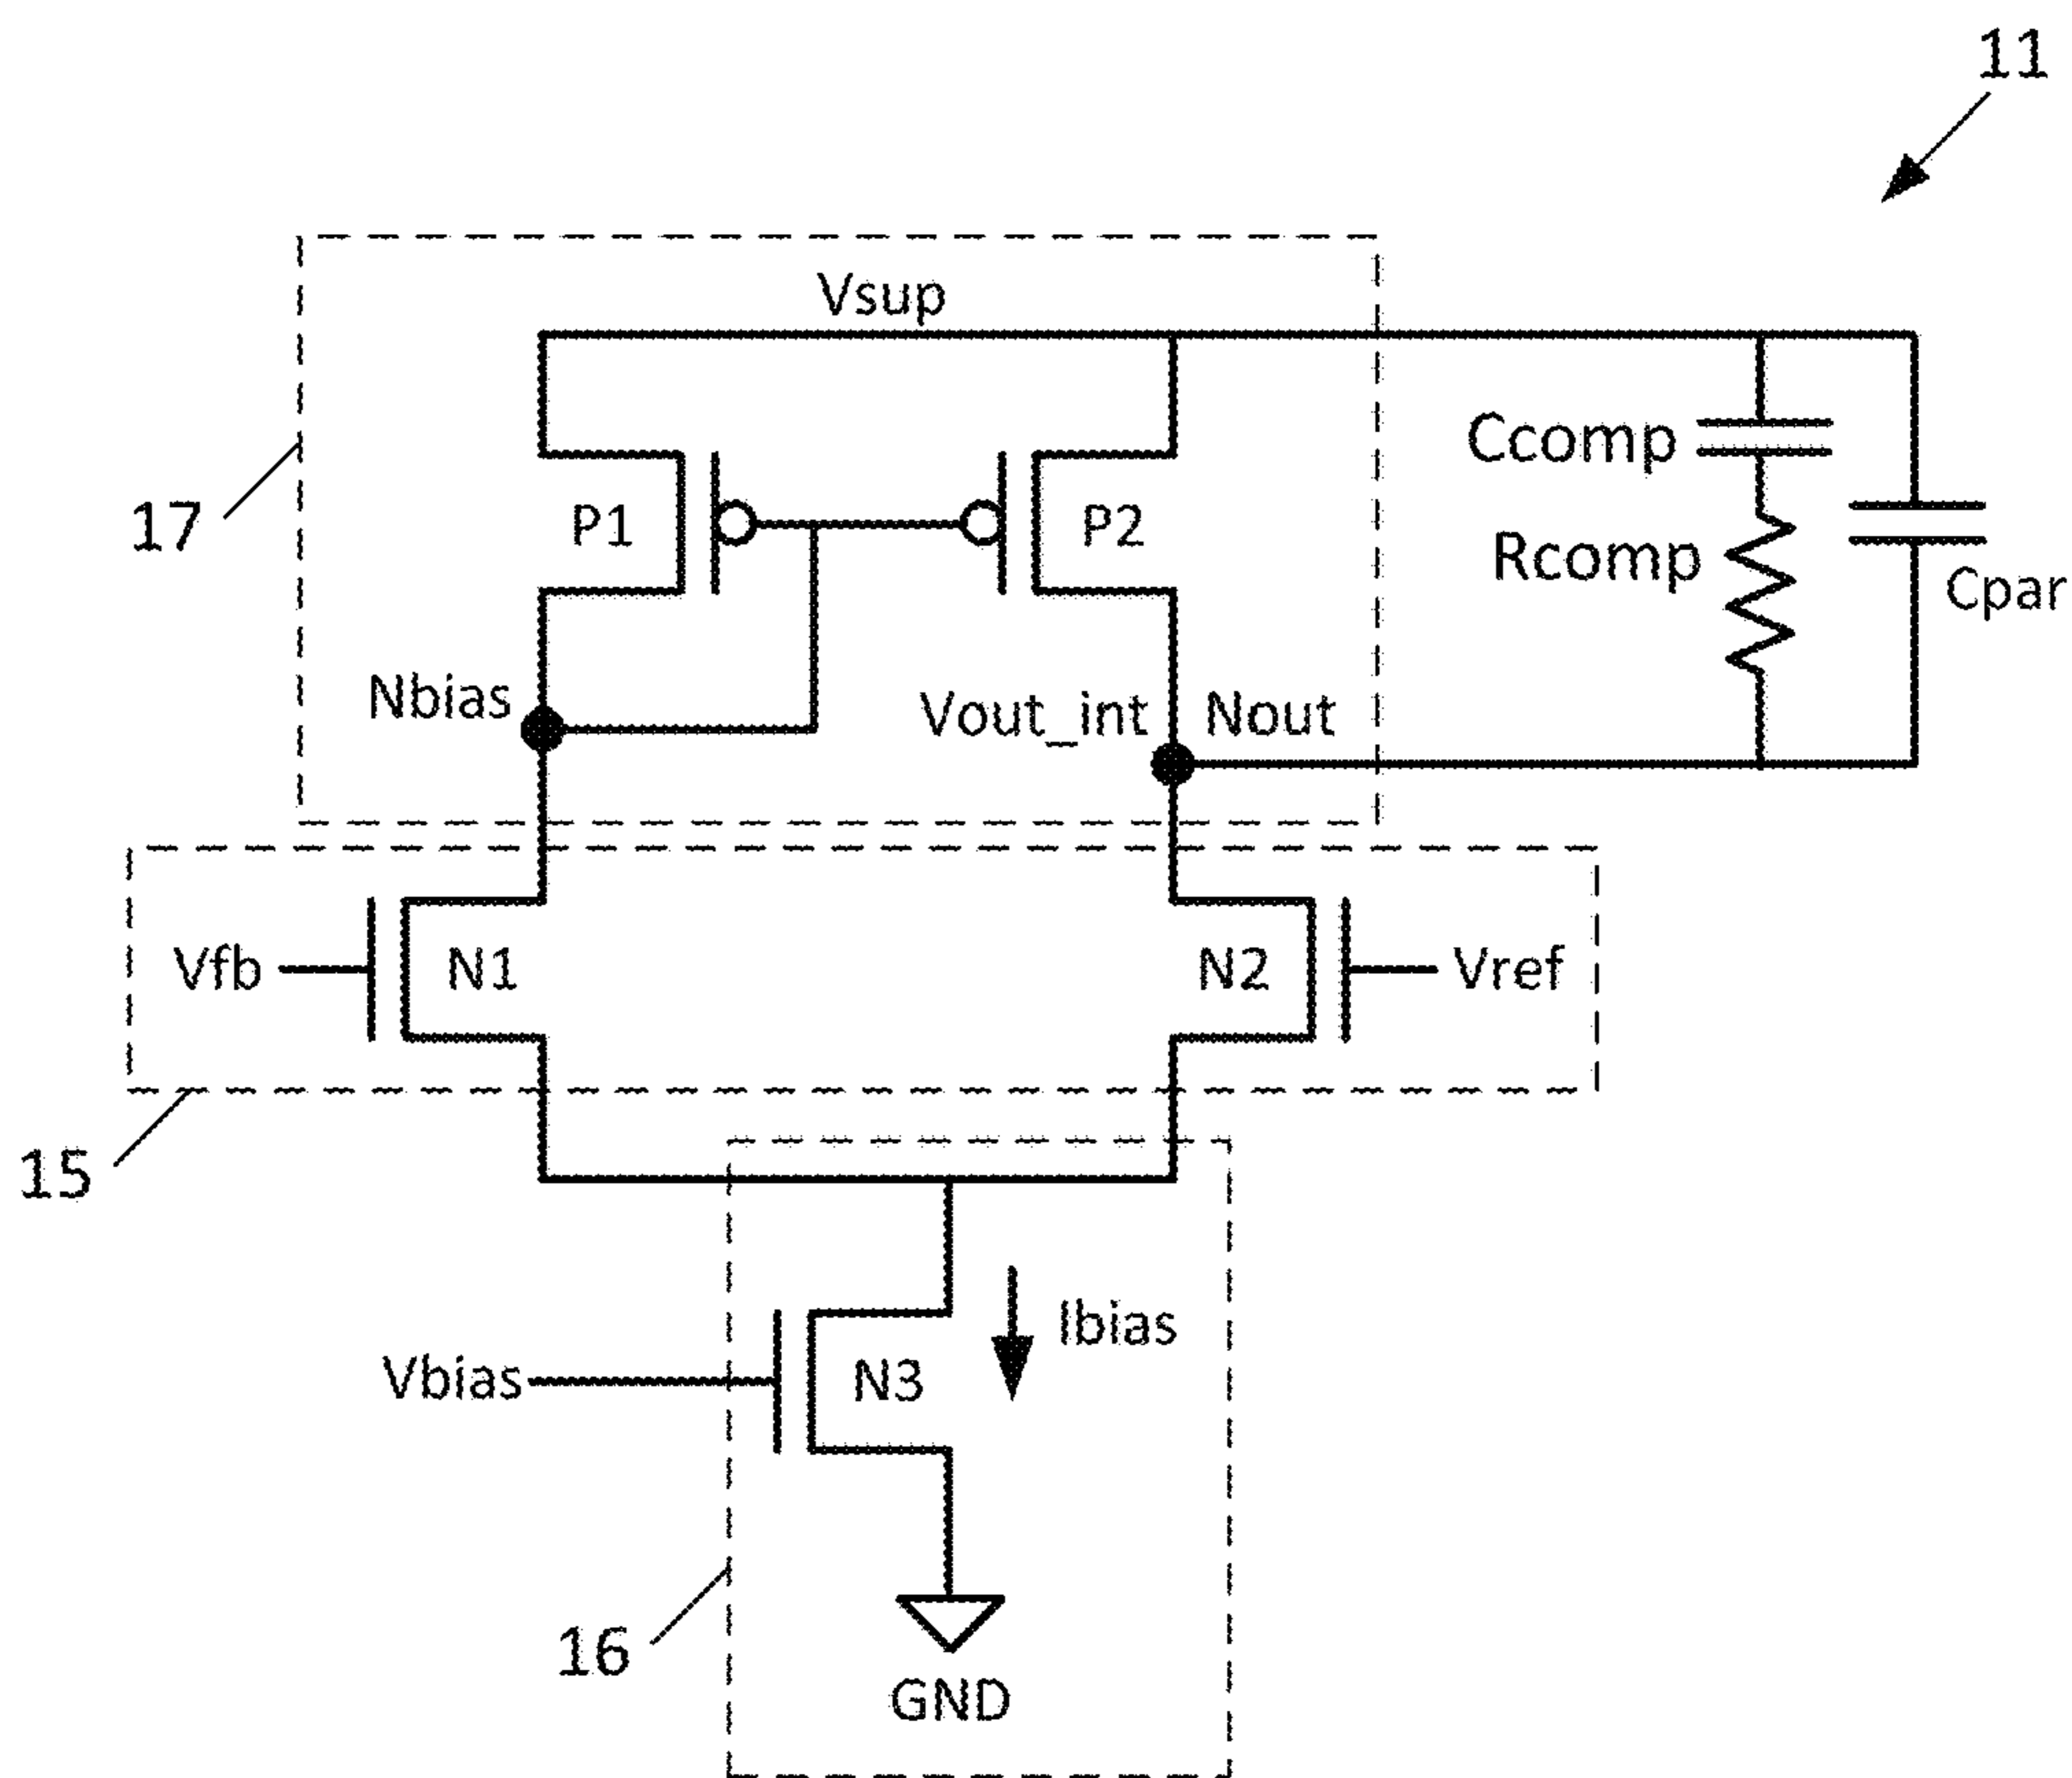 11
Vsup
Ccomp
P1
P2
17
Rcomp
Cpar
Nbias
Vout_int
Nout
Vfb
N1
N2
Vref
15
Ibias
Vbias
N3
16
GND